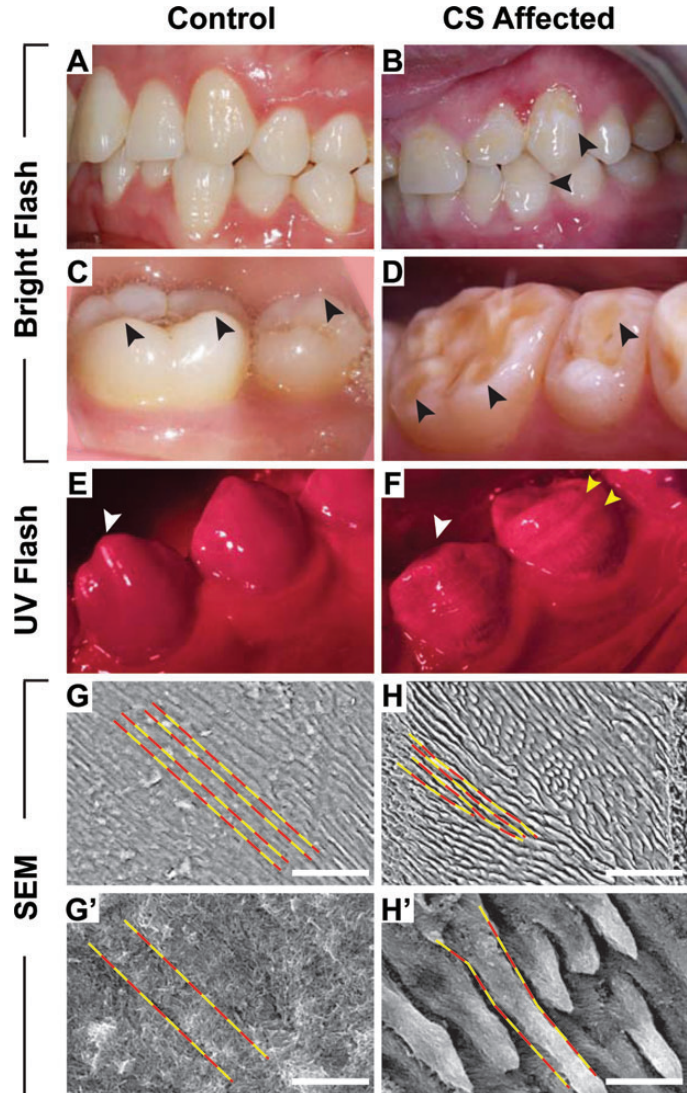 Control
CS Affected
Bright Flash
A
B
C
D
UV Flash
E
F
SEM
G
H
G'
H'